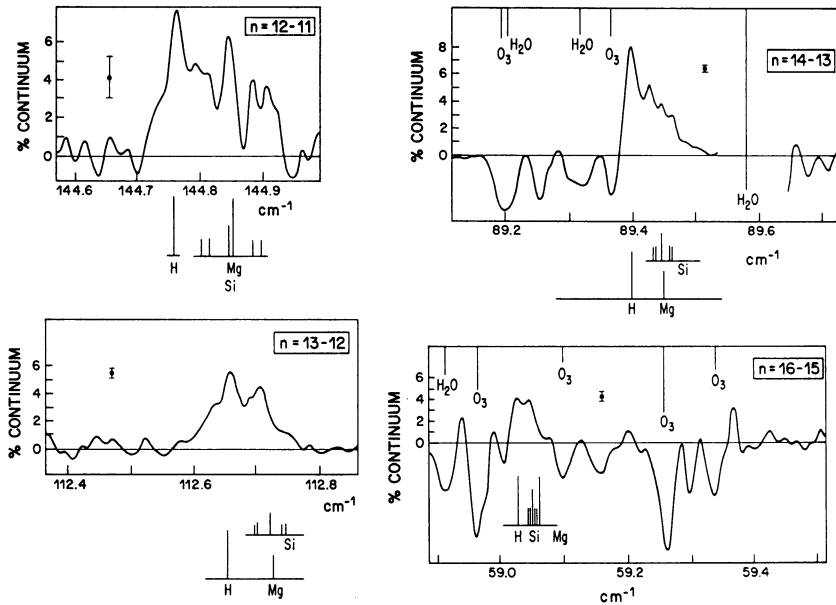 n = 12-11
% CONTINUUM
8
6
4
2
0
144.6 144.7 144.8 144.9
cm-1
H Mg
Si
n = 14-13
O3 H2O H2O O3
% CONTINUUM
8
6
4
2
0
H2O
89.2 89.4 89.6
cm-1
Si
H Mg
n = 13-12
% CONTINUUM
6
4
2
0
112.4 112.6 112.8
cm-1
Si
H Mg
n = 16-15
H2O O3 O3 O3 O3
% CONTINUUM
6
4
2
0
H Si Mg
59.0 59.2 59.4
cm-1